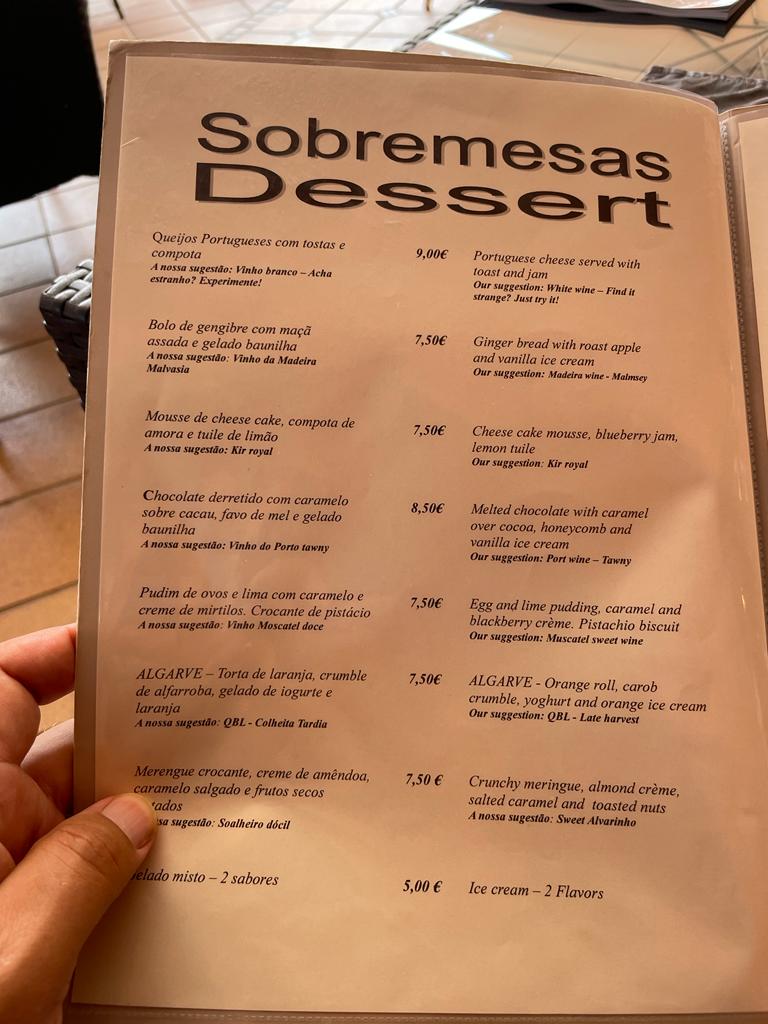 Sobremesas
Dessert
Queijos Portugueses com tostas e
compota
A nossa sugestão: Vinho branco – Acha
estranho? Experimente!
9,00€
Portuguese cheese served with
toast and jam
Our suggestion: White wine – Find it
strange? Just try it!
Bolo de gengibre com maçã
assada e gelado baunilha
A nossa sugestão: Vinho da Madeira
Malvasia
7,50€
Ginger bread with roast apple
and vanilla ice cream
Our suggestion: Madeira wine - Malmsey
Mousse de cheese cake, compota de
amora e tuile de limão
A nossa sugestão: Kir royal
7,50€
Cheese cake mousse, blueberry jam,
lemon tuile
Our suggestion: Kir royal
Chocolate derretido com caramelo
sobre cacau, favo de mel e gelado
baunilha
A nossa sugestão: Vinho do Porto tawny
8,50€
Melted chocolate with caramel
over cocoa, honeycomb and
vanilla ice cream
Our suggestion: Port wine – Tawny
Pudim de ovos e lima com caramelo e
creme de mirtilos. Crocante de pistácio
A nossa sugestão: Vinho Moscatel doce
7,50€
Egg and lime pudding, caramel and
blackberry crème. Pistachio biscuit
Our suggestion: Muscatel sweet wine
ALGARVE – Torta de laranja, crumble
de alfarroba, gelado de iogurte e
laranja
A nossa sugestão: QBL - Colheita Tardia
7,50€
ALGARVE - Orange roll, carob
crumble, yoghurt and orange ice cream
Our suggestion: QBL - Late harvest
Merengue crocante, creme de amêndoa,
caramelo salgado e frutos secos
sugestão: Soalheiro dócil
7,50 €
Crunchy meringue, almond crème,
salted caramel and toasted nuts
A nossa sugestão: Sweet Alvarinho
misto – 2 sabores
5,00 €
Ice cream – 2 Flavors